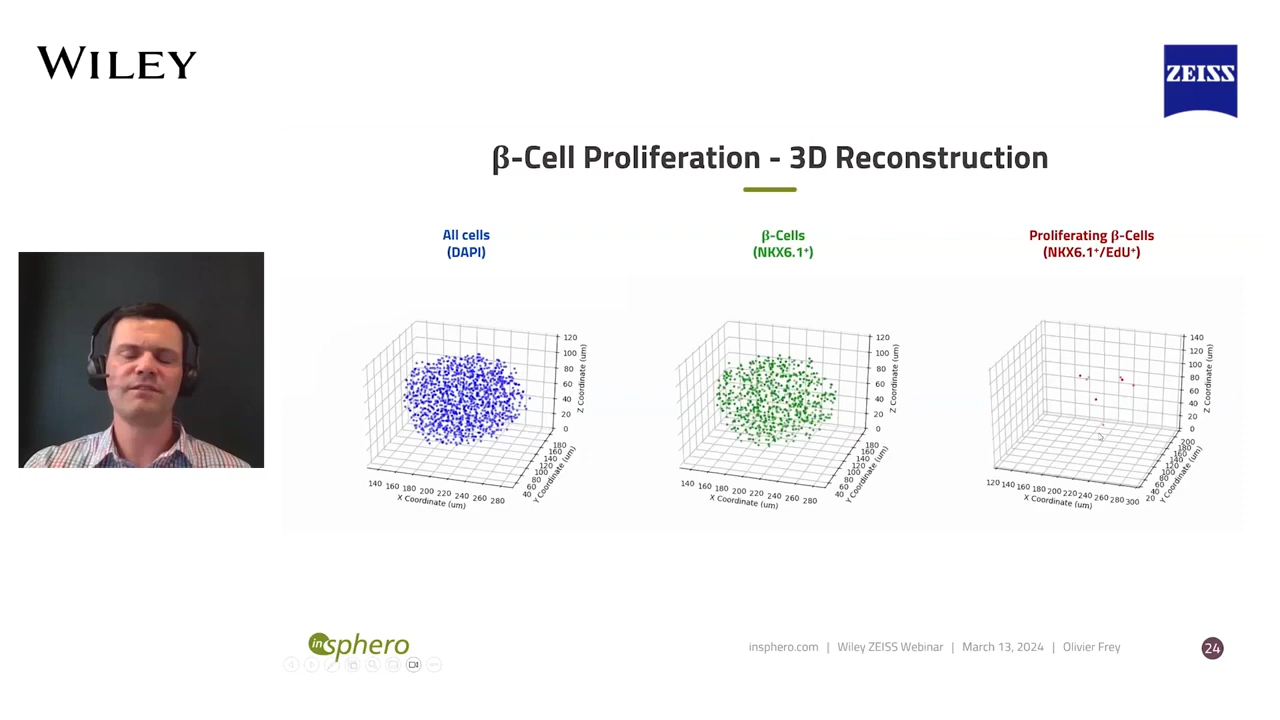 WILEY
ZEISS
β-Cell Proliferation - 3D Reconstruction
All cells
(DAPI)
β-Cells
(NKX6.1⁺)
Proliferating β-Cells
(NKX6.1⁺/EdU⁺)
120
100
80
60
40
20
0
Z Coordinate (um)
180
160
140
120
100
80
60
40
Y Coordinate (um)
140 160 180 200 220 240 260 280
X Coordinate (um)
120
100
80
60
40
20
0
Z Coordinate (um)
180
160
140
120
100
80
60
40
Y Coordinate (um)
140 160 180 200 220 240 260 280
X Coordinate (um)
140
120
100
80
60
40
20
0
Z Coordinate (um)
200
180
160
140
120
100
80
60
40
20
Y Coordinate (um)
120 140 160 180 200 220 240 260 280 300
X Coordinate (um)
insphero
insphero.com | Wiley ZEISS Webinar | March 13, 2024 | Olivier Frey
24